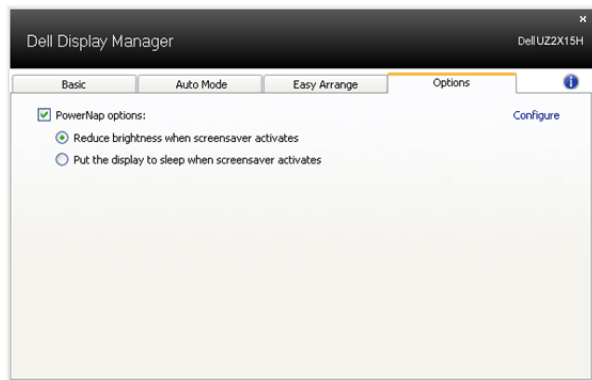 x
Dell Display Manager
Dell UZ2X15H
Basic
Auto Mode
Easy Arrange
Options
i
PowerNap options:
Configure
Reduce brightness when screensaver activates
Put the display to sleep when screensaver activates